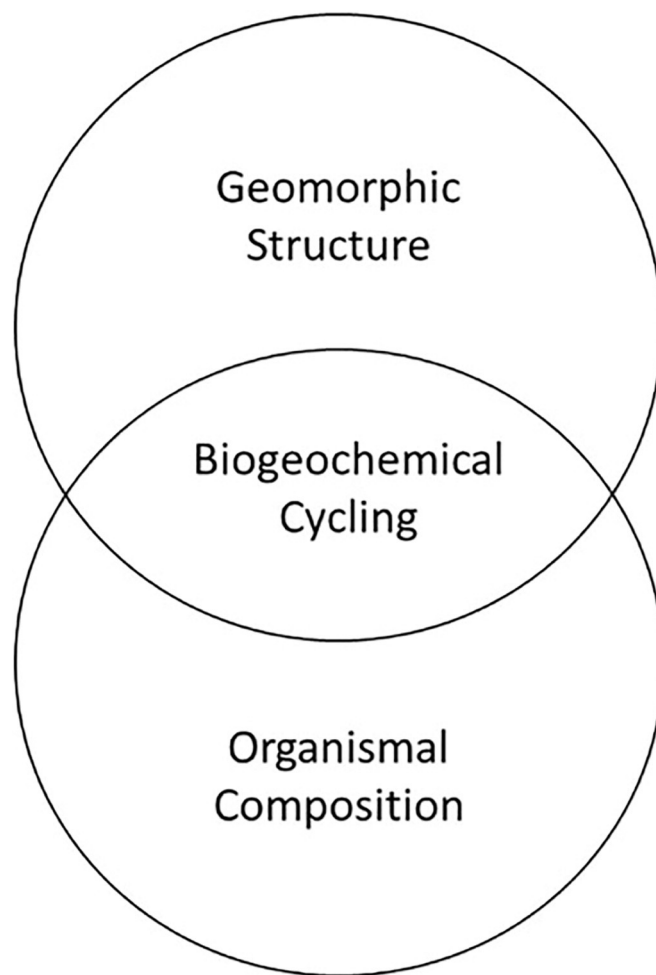 Geomorphic
Structure
Biogeochemical
Cycling
Organismal
Composition